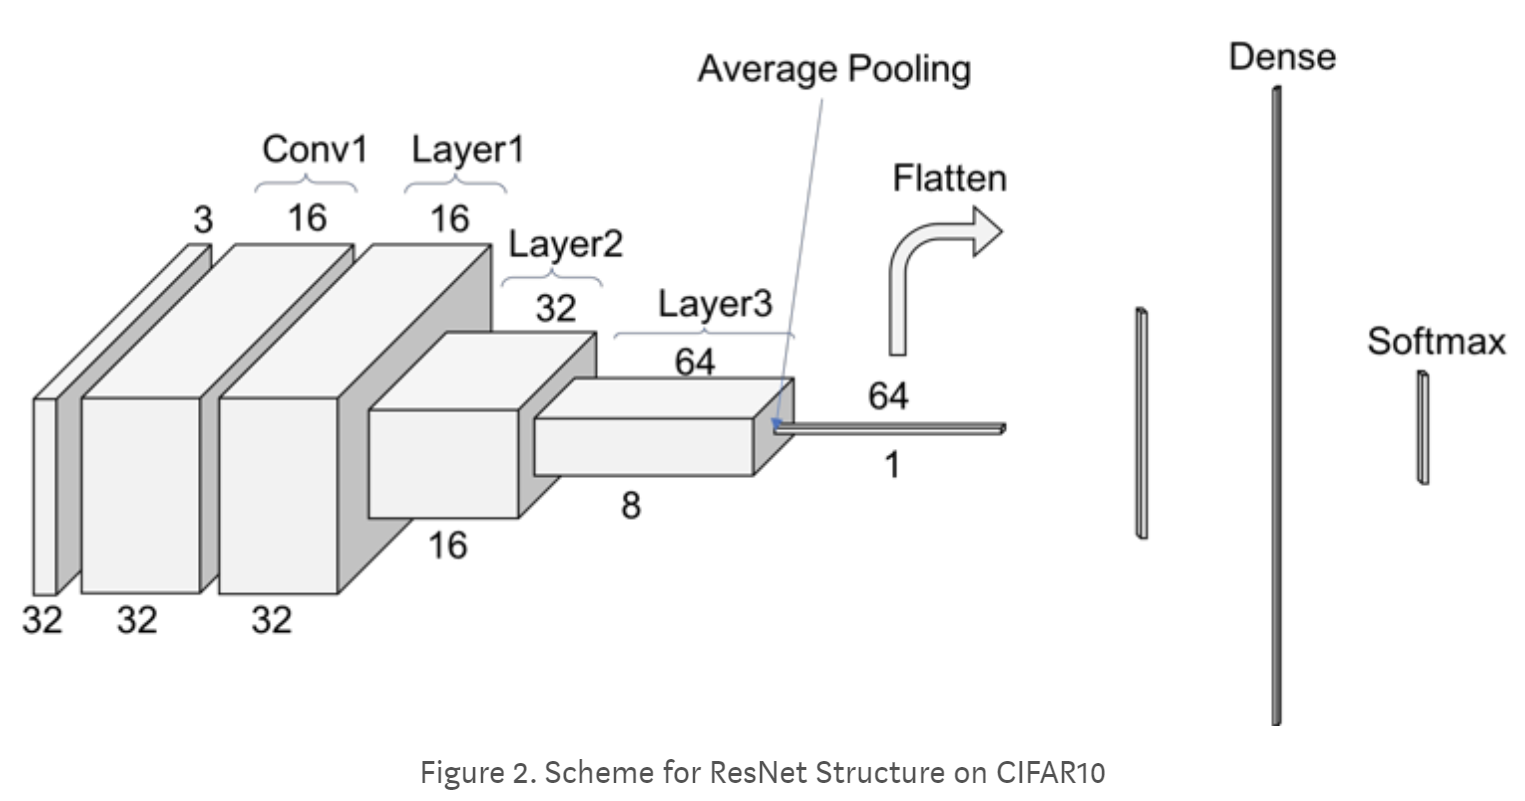 Dense
Average Pooling
Conv1
Layer1
Flatten
3
16
16
Layer2
32
Layer3
64
Softmax
64
1
8
16
32
32
32
Figure 2. Scheme for ResNet Structure on CIFAR10